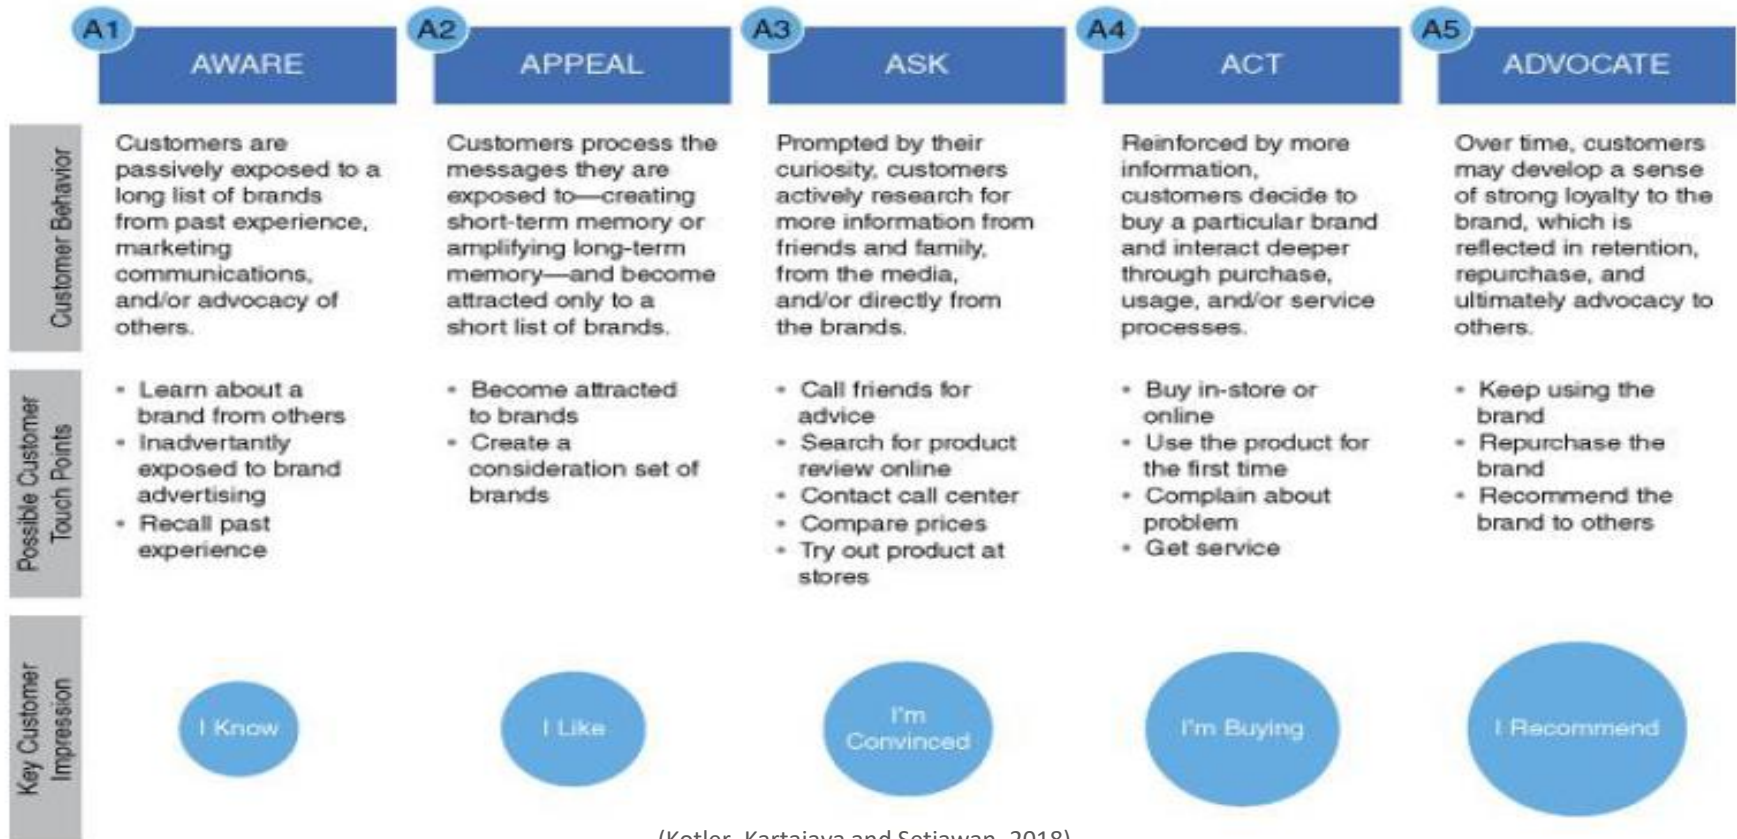 A1
AWARE
A2
APPEAL
A3
ASK
A4
ACT
A5
ADVOCATE
Customer Behavior
Customers are
passively exposed to a
long list of brands
from past experience,
marketing
communications,
and/or advocacy of
others.
Customers process the
messages they are
exposed to—creating
short-term memory or
amplifying long-term
memory—and become
attracted only to a
short list of brands.
Prompted by their
curiosity, customers
actively research for
more information from
friends and family,
from the media,
and/or directly from
the brands.
Reinforced by more
information,
customers decide to
buy a particular brand
and interact deeper
through purchase,
usage, and/or service
processes.
Over time, customers
may develop a sense
of strong loyalty to the
brand, which is
reflected in retention,
repurchase, and
ultimately advocacy to
others.
Possible Customer
Touch Points
• Learn about a
brand from others
• Inadvertantly
exposed to brand
advertising
• Recall past
experience
• Become attracted
to brands
• Create a
consideration set of
brands
• Call friends for
advice
• Search for product
review online
• Contact call center
• Compare prices
• Try out product at
stores
• Buy in-store or
online
• Use the product for
the first time
• Complain about
problem
• Get service
• Keep using the
brand
• Repurchase the
brand
• Recommend the
brand to others
Key Customer
Impression
I Know
I Like
I'm
Convinced
I'm Buying
I Recommend
(Kotler, Kartajaya and Setiawan, 2018)